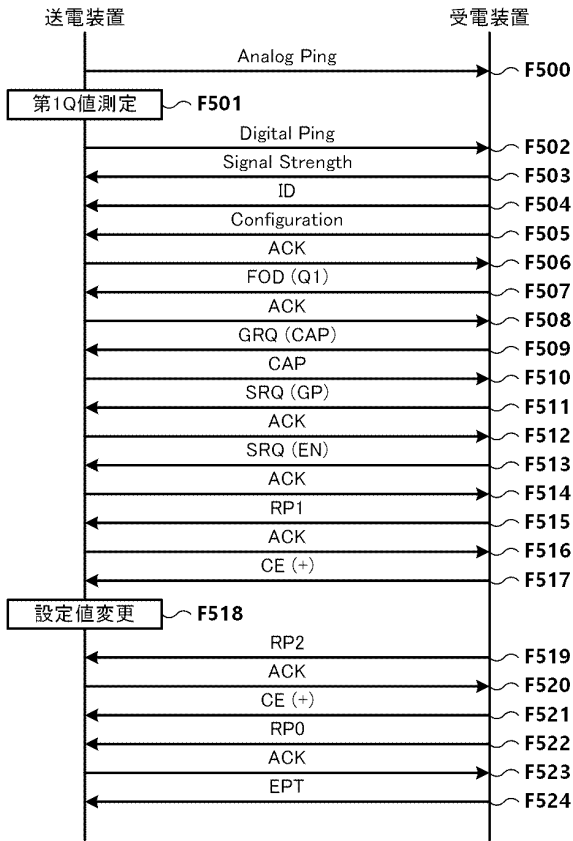 送電装置 受電装置
Analog Ping F500
第1Q値測定 F501
Digital Ping F502
Signal Strength F503
ID F504
Configuration F505
ACK F506
FOD (Q1) F507
ACK F508
GRQ (CAP) F509
CAP F510
SRQ (GP) F511
ACK F512
SRQ (EN) F513
ACK F514
RP1 F515
ACK F516
CE (+) F517
設定値変更 F518
RP2 F519
ACK F520
CE (+) F521
RP0 F522
ACK F523
EPT F524